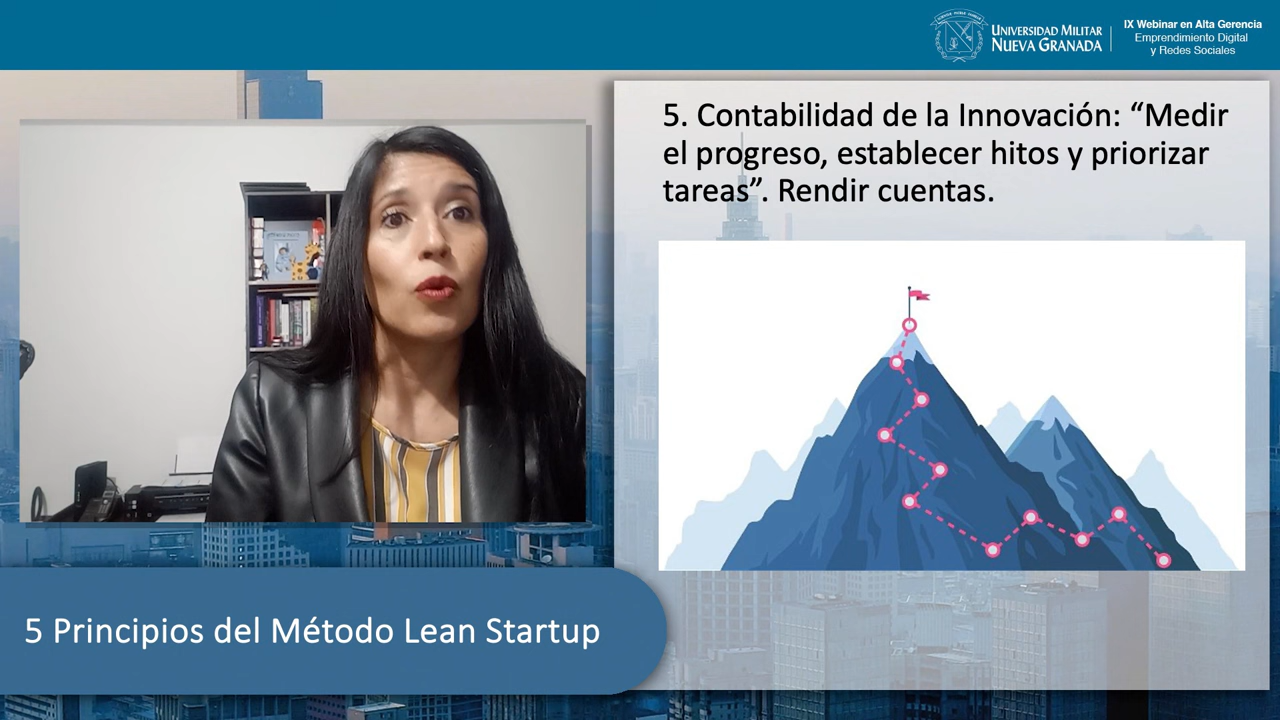 UNIVERSIDAD MILITAR
NUEVA GRANADA
IX Webinar en Alta Gerencia
Emprendimiento Digital
y Redes Sociales
5. Contabilidad de la Innovación: “Medir
el progreso, establecer hitos y priorizar
tareas”. Rendir cuentas.
5 Principios del Método Lean Startup